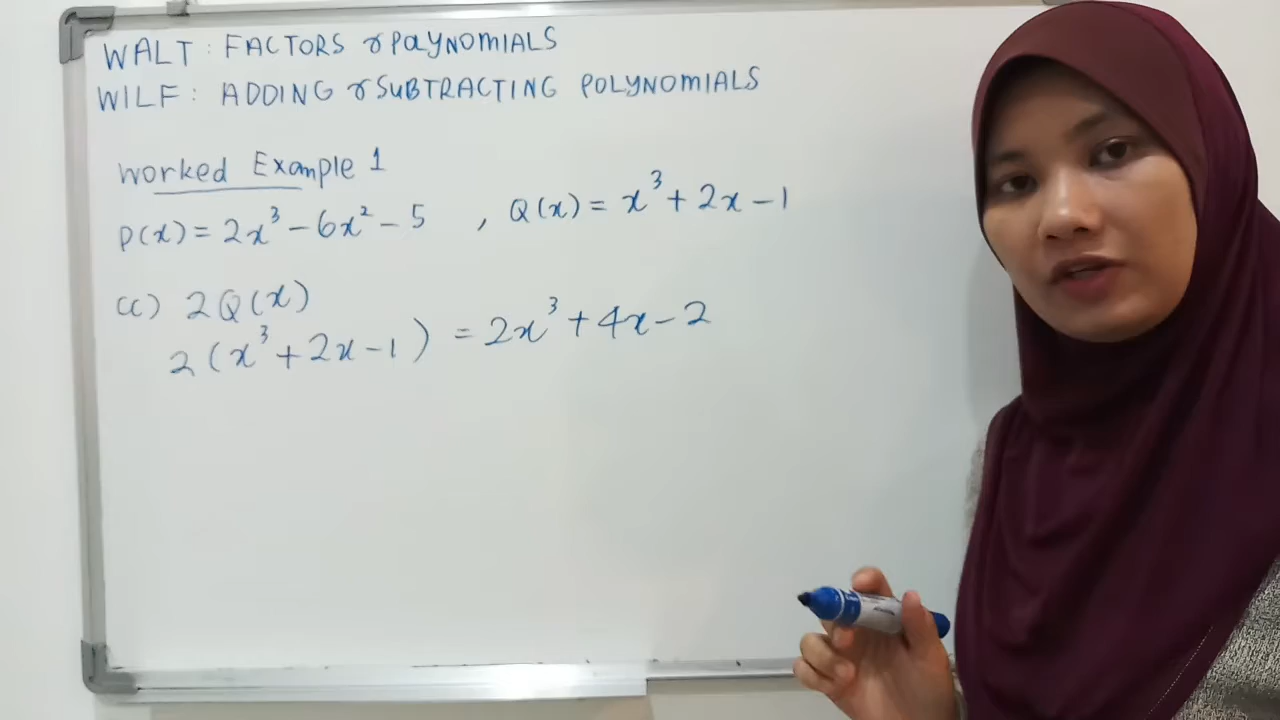 WALT : FACTORS & POLYNOMIALS
WILF : ADDING & SUBTRACTING POLYNOMIALS
Worked Example 1
P(x) = 2x³ - 6x² - 5 , Q(x) = x³ + 2x - 1
(c) 2Q(x)
2(x³ + 2x - 1) = 2x³ + 4x - 2